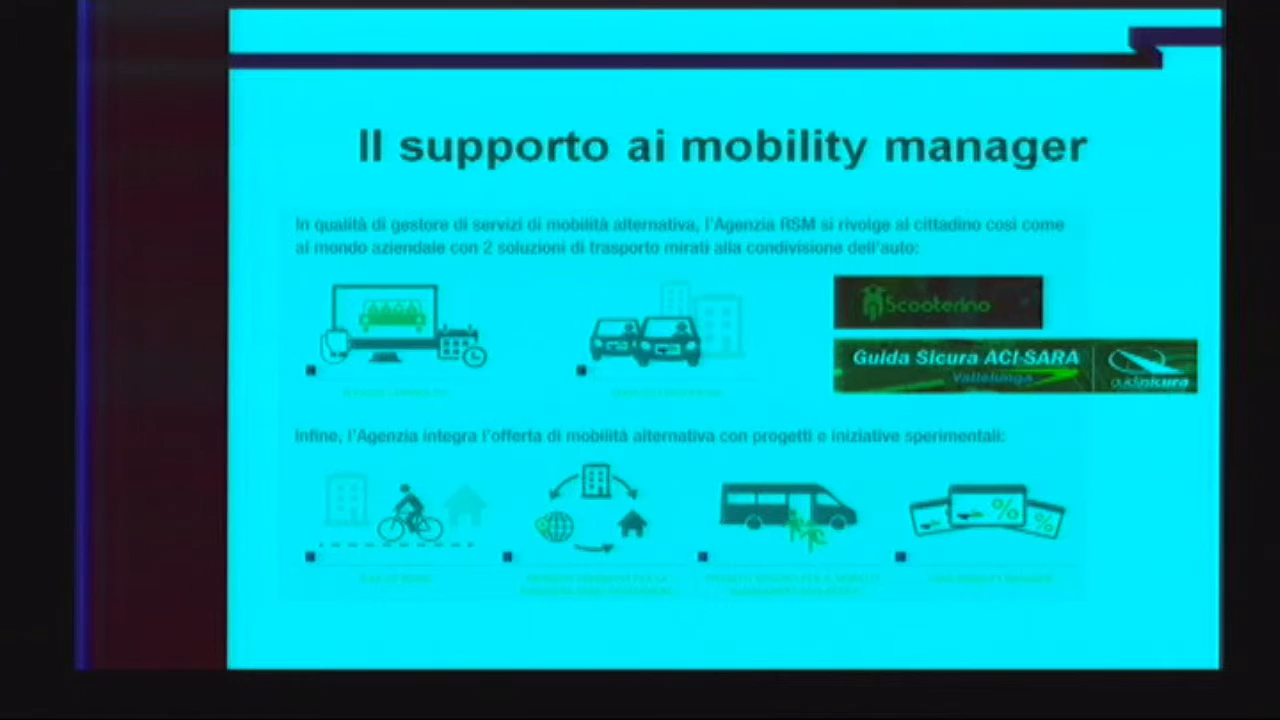 Il supporto ai mobility manager
In qualità di gestore di servizi di mobilità alternativa, l'Agenzia RSM si rivolge al cittadino così come
al mondo aziendale con 2 soluzioni di trasporto mirati alla condivisione dell'auto:
Scooterino
Guida Sicura ACI-SARA
Vallelunga
guidasicura
Infine, l'Agenzia integra l'offerta di mobilità alternativa con progetti e iniziative sperimentali:
% %